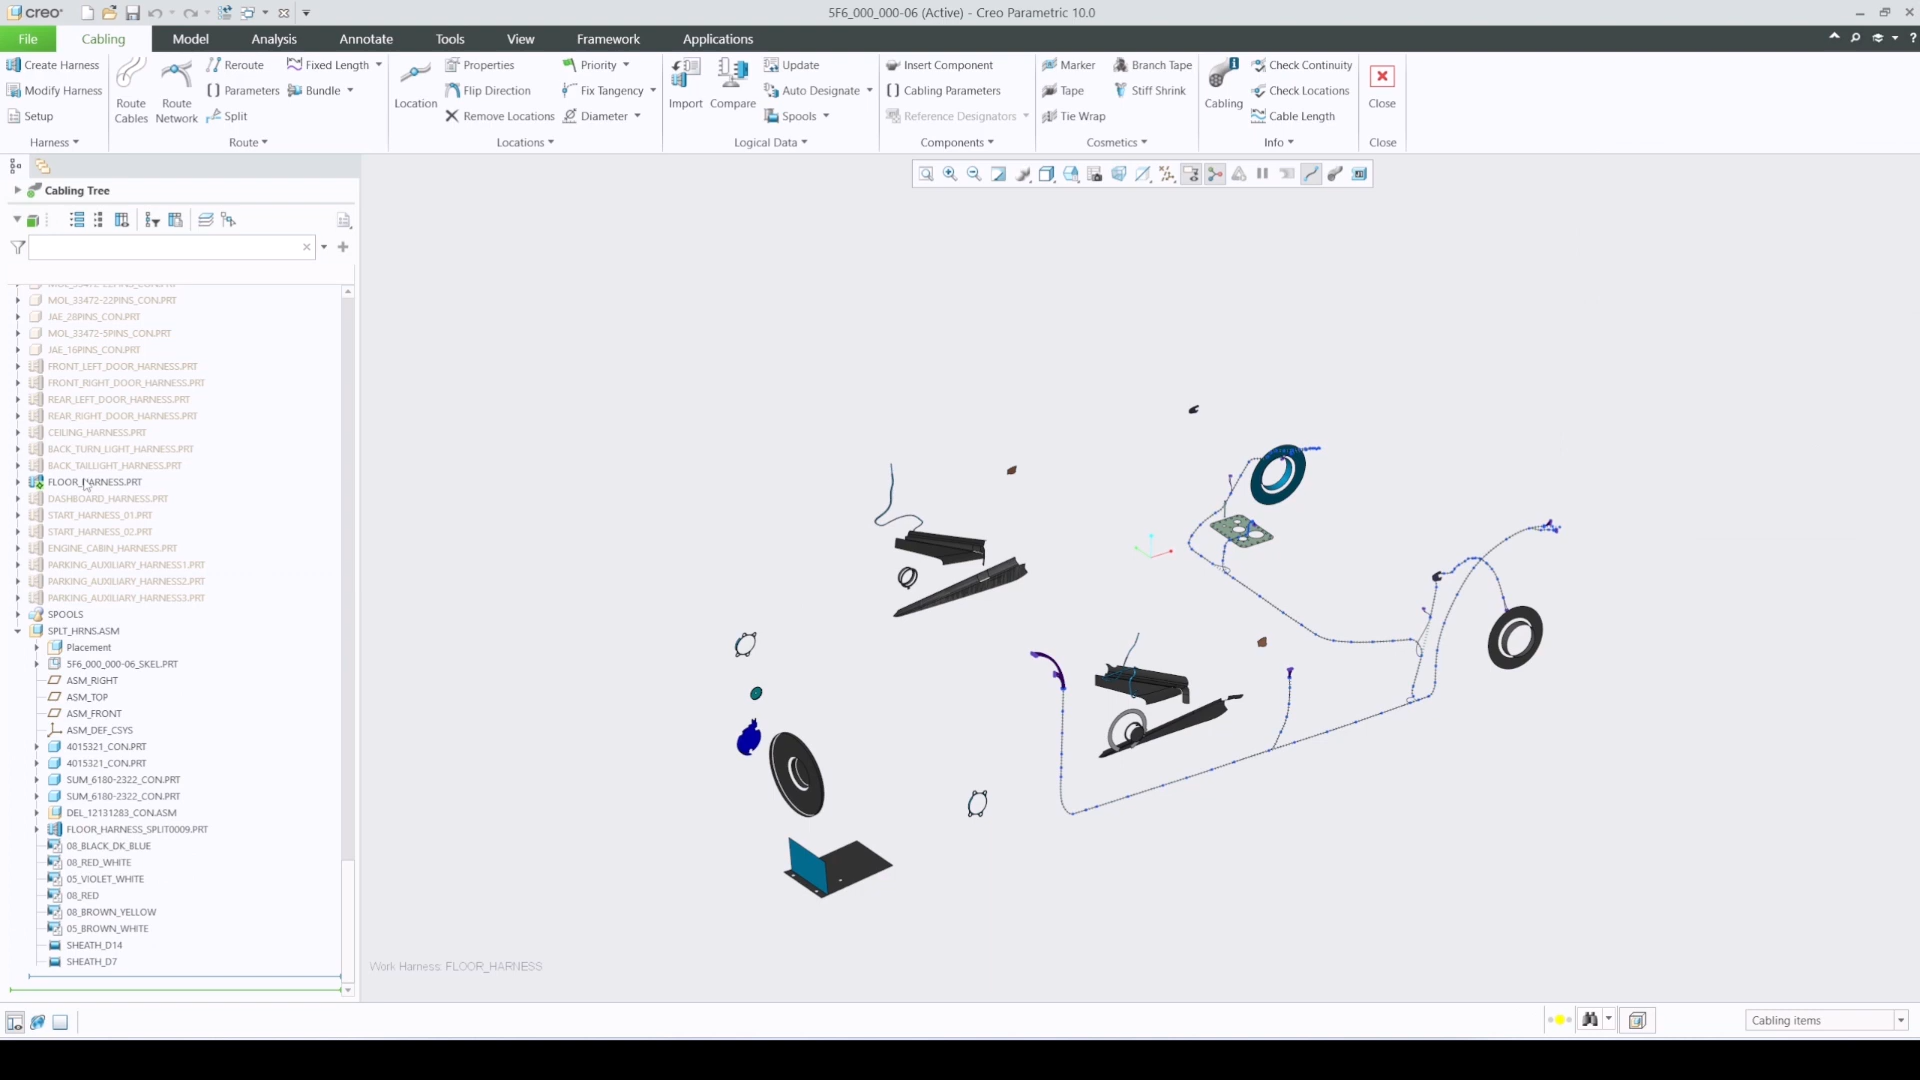 creo
5F6_000_000-06 (Active) - Creo Parametric 10.0
File
Cabling
Model
Analysis
Annotate
Tools
View
Framework
Applications
Create Harness
Modify Harness
Setup
Harness
Route Cables
Route Network
Reroute
Parameters
Split
Fixed Length
Bundle
Route
Location
Properties
Flip Direction
Remove Locations
Priority
Fix Tangency
Diameter
Locations
Import
Compare
Update
Auto Designate
Spools
Logical Data
Insert Component
Cabling Parameters
Reference Designators
Components
Marker
Tape
Tie Wrap
Branch Tape
Stiff Shrink
Cosmetics
Cabling
Check Continuity
Check Locations
Cable Length
Info
Close
Close
Cabling Tree
MOL_33472-22PINS_CON.PRT
JAE_28PINS_CON.PRT
MOL_33472-5PINS_CON.PRT
JAE_16PINS_CON.PRT
FRONT_LEFT_DOOR_HARNESS.PRT
FRONT_RIGHT_DOOR_HARNESS.PRT
REAR_LEFT_DOOR_HARNESS.PRT
REAR_RIGHT_DOOR_HARNESS.PRT
CEILING_HARNESS.PRT
BACK_TURN_LIGHT_HARNESS.PRT
BACK_TAILLIGHT_HARNESS.PRT
FLOOR_HARNESS.PRT
DASHBOARD_HARNESS.PRT
START_HARNESS_01.PRT
START_HARNESS_02.PRT
ENGINE_CABIN_HARNESS.PRT
PARKING_AUXILIARY_HARNESS1.PRT
PARKING_AUXILIARY_HARNESS2.PRT
PARKING_AUXILIARY_HARNESS3.PRT
SPOOLS
SPLT_HRNS.ASM
Placement
5F6_000_000-06_SKEL.PRT
ASM_RIGHT
ASM_TOP
ASM_FRONT
ASM_DEF_CSYS
4015321_CON.PRT
4015321_CON.PRT
SUM_6180-2322_CON.PRT
SUM_6180-2322_CON.PRT
DEL_12131283_CON.ASM
FLOOR_HARNESS_SPLIT0009.PRT
08_BLACK_DK_BLUE
08_RED_WHITE
05_VIOLET_WHITE
08_RED
08_BROWN_YELLOW
05_BROWN_WHITE
SHEATH_D14
SHEATH_D7
Work Harness: FLOOR_HARNESS
Cabling items